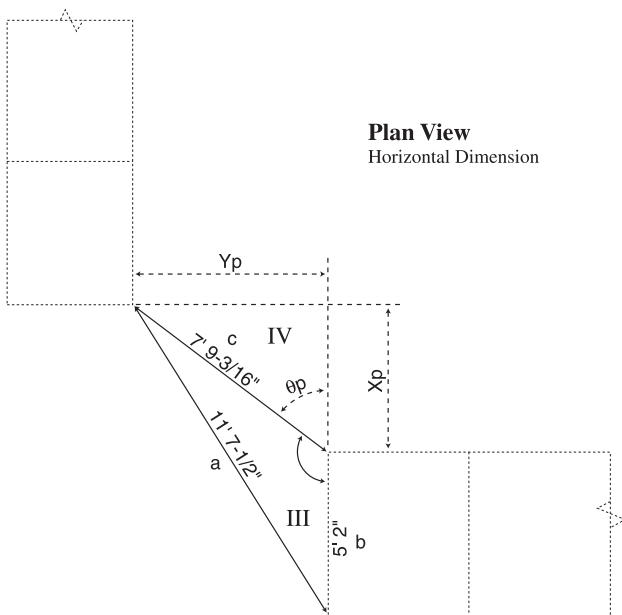 Plan View
Horizontal Dimension
Yp
c
IV
7' 9-3/16"
θp
Xp
11' 7-1/2"
a
III
5' 2"
b